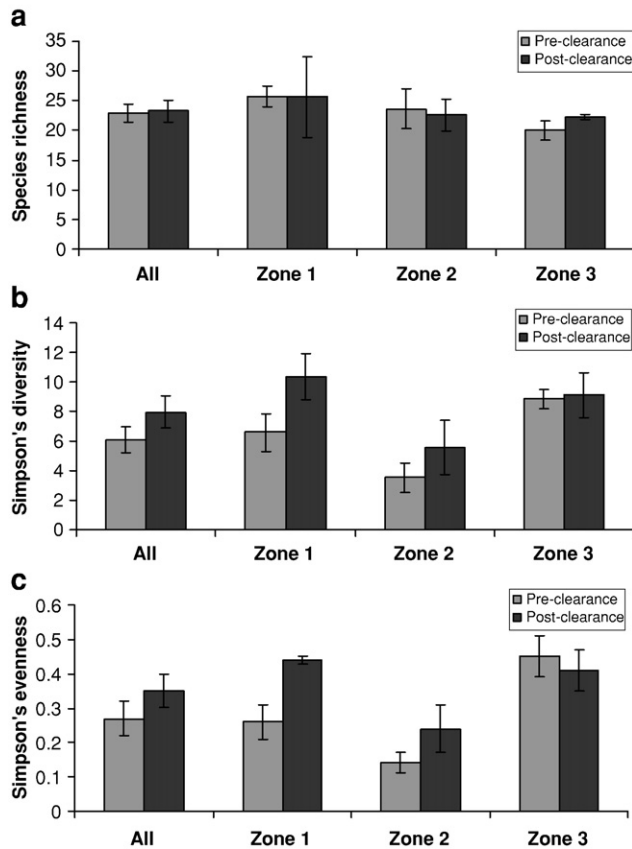 a
Species richness
35
30
25
20
15
10
5
0
Pre-clearance
Post-clearance
All Zone 1 Zone 2 Zone 3
b
Simpson's diversity
14
12
10
8
6
4
2
0
Pre-clearance
Post-clearance
All Zone 1 Zone 2 Zone 3
c
Simpson's evenness
0.6
0.5
0.4
0.3
0.2
0.1
0
Pre-clearance
Post-clearance
All Zone 1 Zone 2 Zone 3